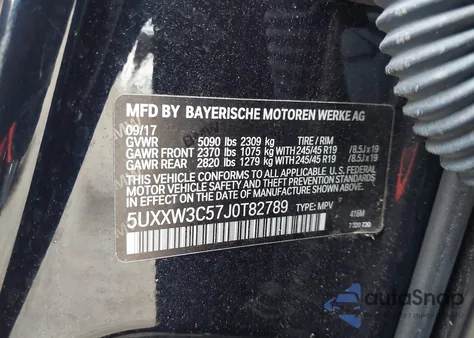 MFD BY BAYERISCHE MOTOREN WERKE AG
09/17
GVWR 5090 lbs 2309 kg TIRE / RIM
GAWR FRONT 2370 lbs 1075 kg WITH 245/45 R19 / 8.5J x 19
GAWR REAR 2820 lbs 1279 kg WITH 245/45 R19 / 8.5J x 19
THIS VEHICLE CONFORMS TO ALL APPLICABLE U.S. FEDERAL
MOTOR VEHICLE SAFETY STANDARDS
IN EFFECT ON THE DATE OF MANUFACTURE
SHOWN ABOVE.
5UXXW3C57J0T82789 TYPE: MPV
416M
autoSnap